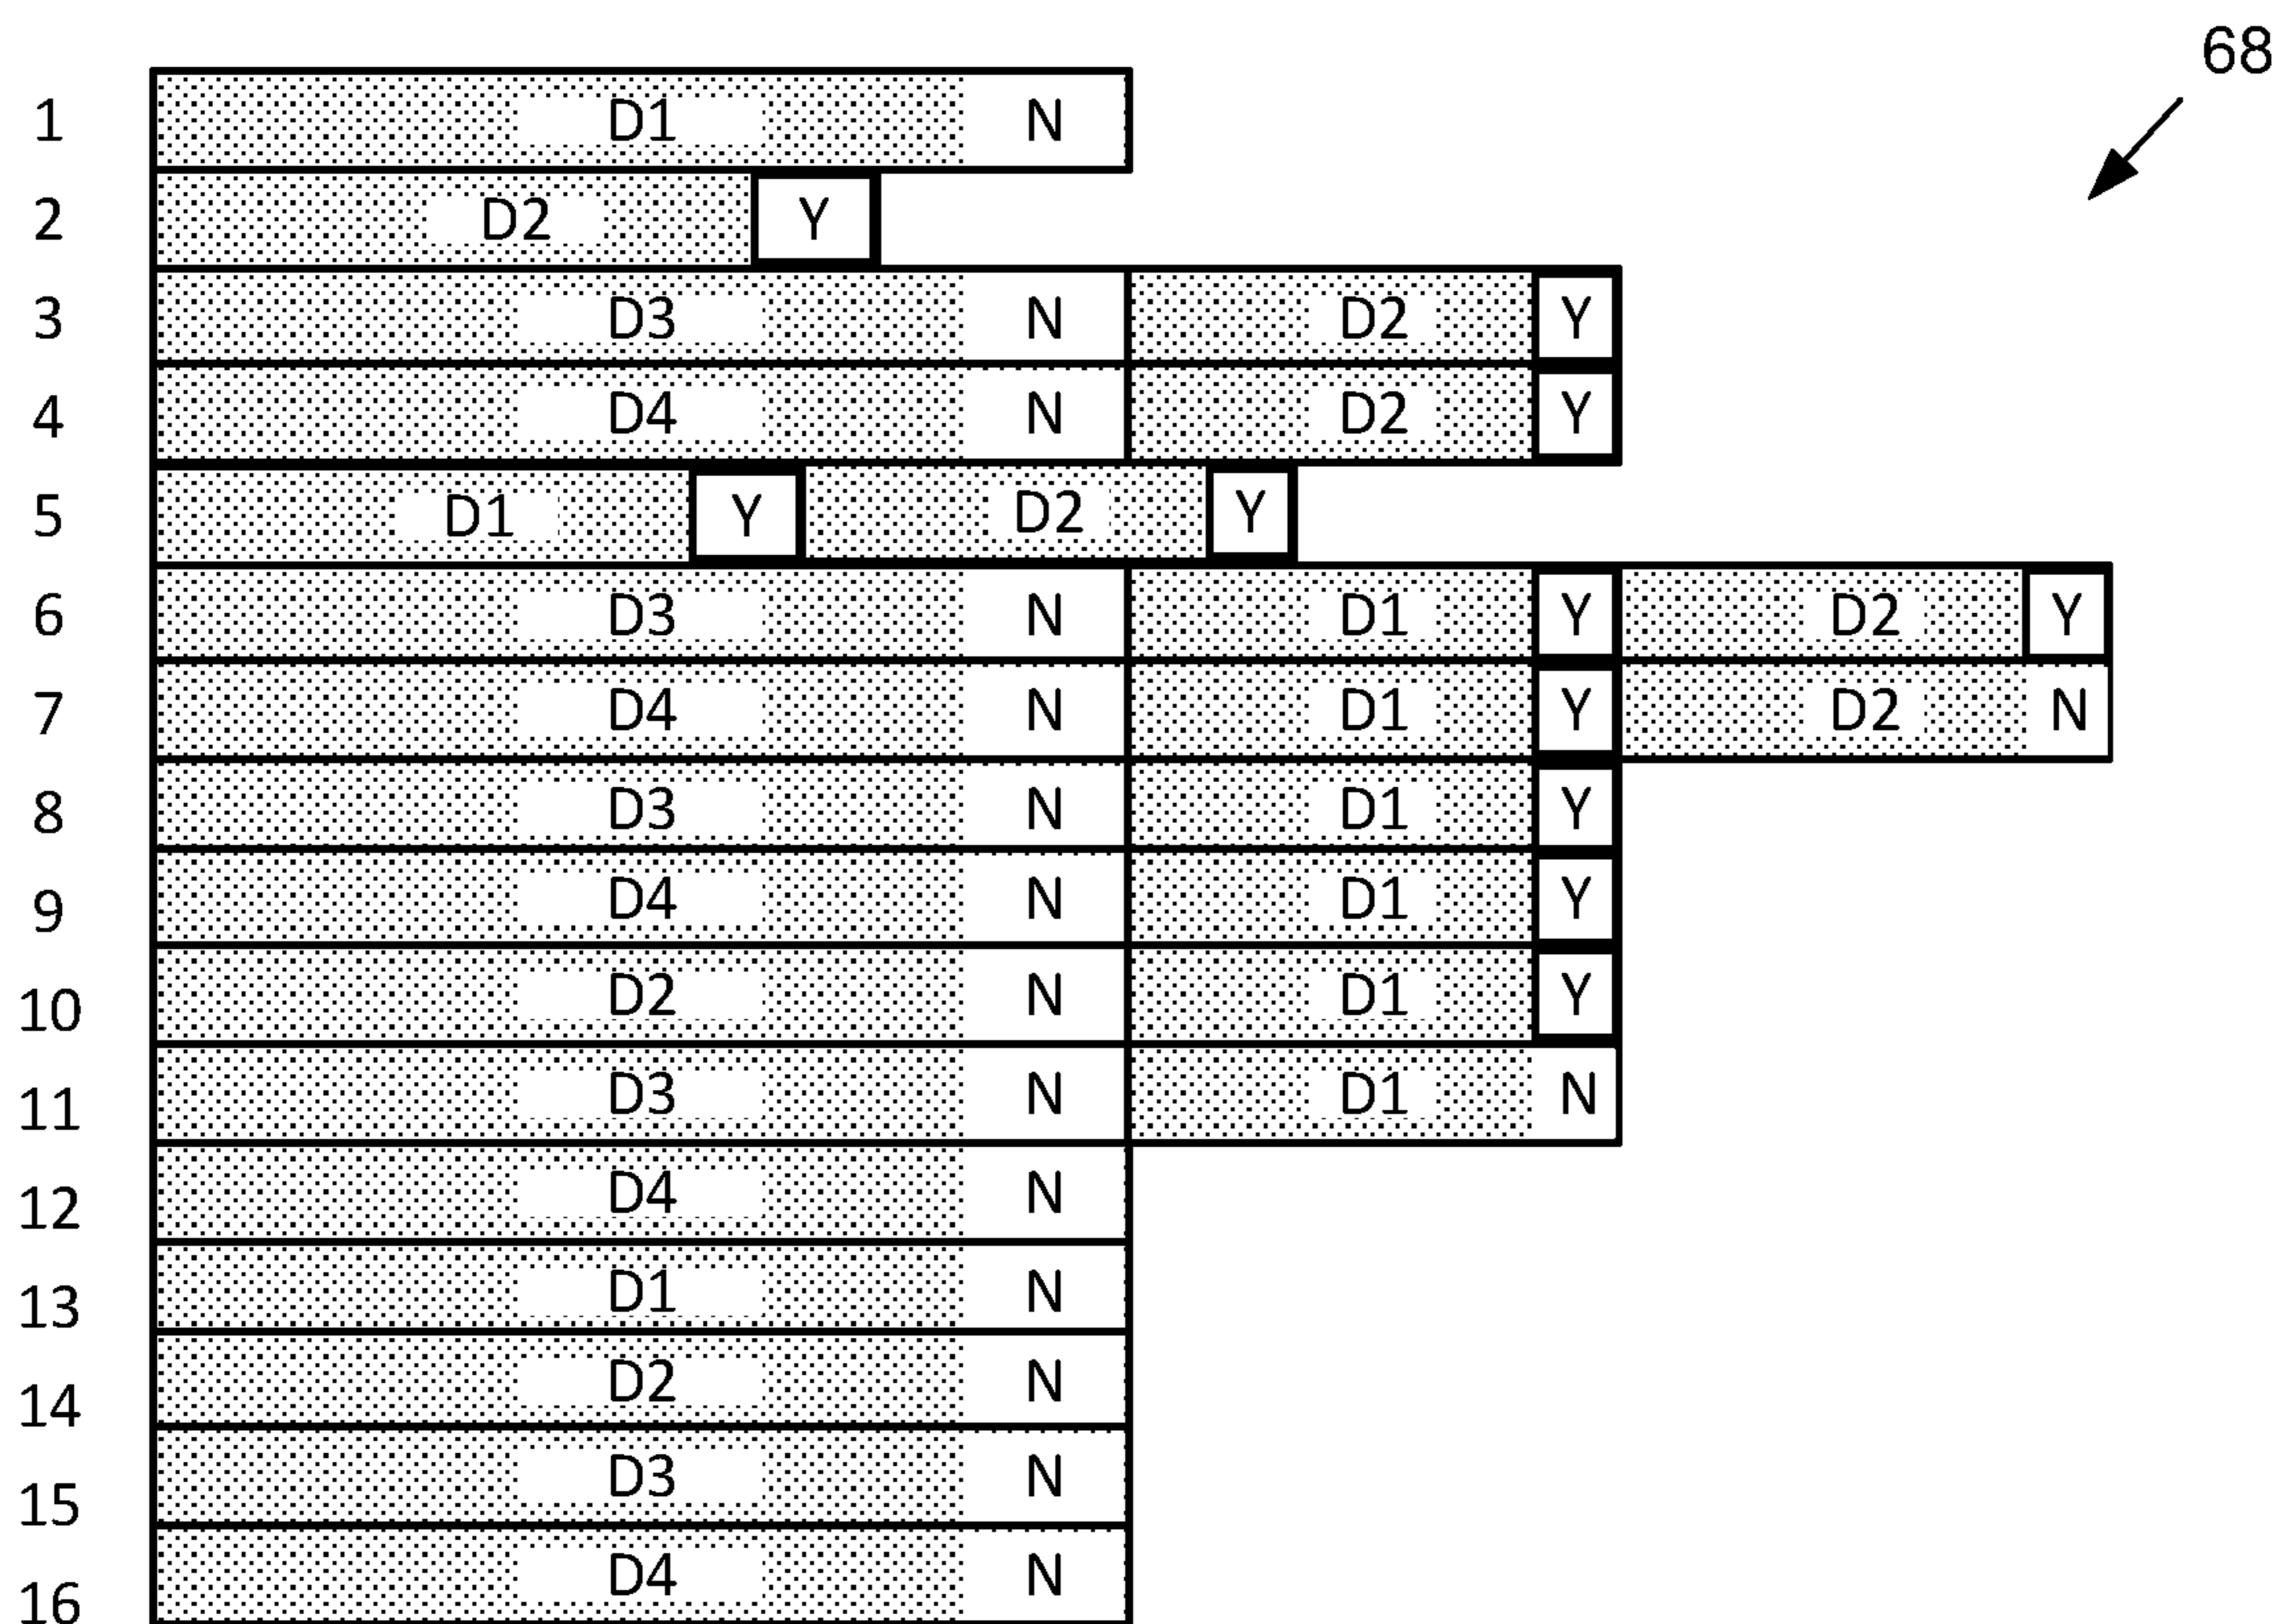 68
1 D1 N
2 D2 Y
3 D3 N D2 Y
4 D4 N D2 Y
5 D1 Y D2 Y
6 D3 N D1 Y D2 Y
7 D4 N D1 Y D2 N
8 D3 N D1 Y
9 D4 N D1 Y
10 D2 N D1 Y
11 D3 N D1 N
12 D4 N
13 D1 N
14 D2 N
15 D3 N
16 D4 N